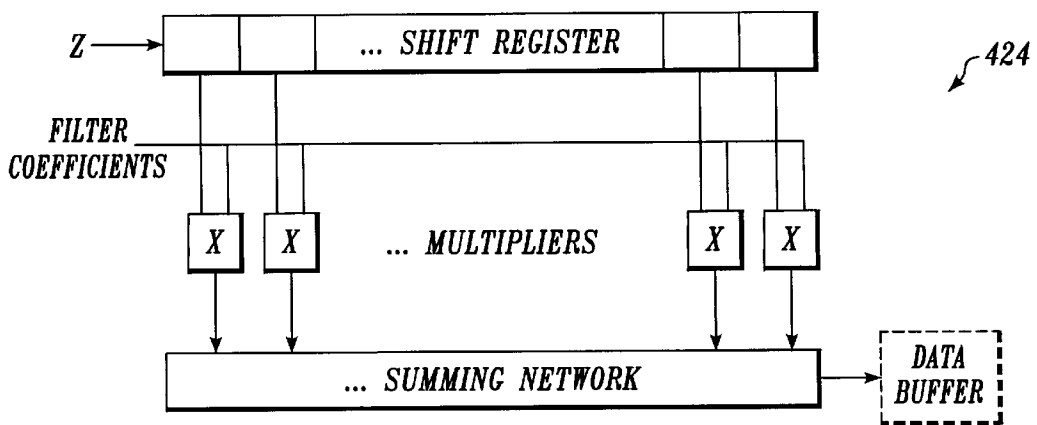 Z
... SHIFT REGISTER
424
FILTER
COEFFICIENTS
X
X
... MULTIPLIERS
X
X
... SUMMING NETWORK
DATA
BUFFER